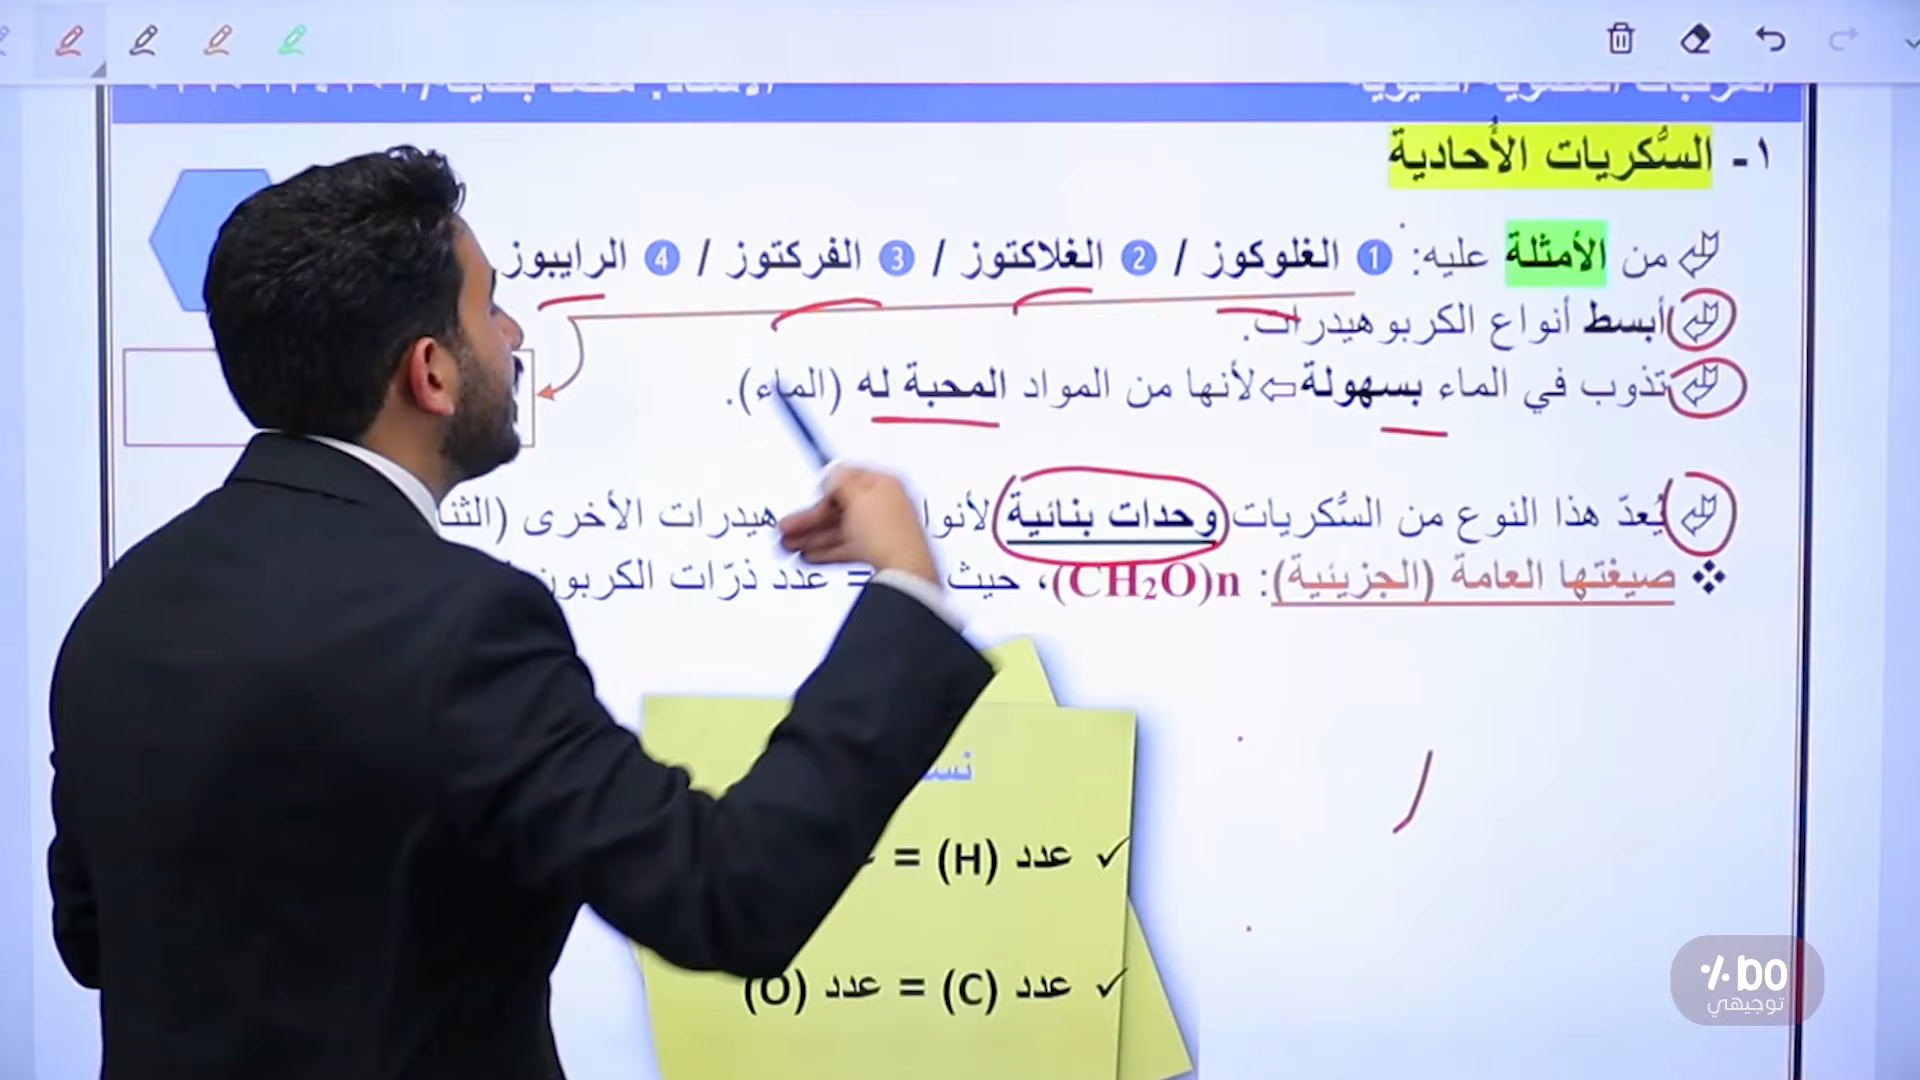 ١- السُّكريات الأُحادية
من الأمثلة عليه: 1 الغلوكوز / 2 الغلاكتوز / 3 الفركتوز / 4 الرايبوز
أبسط أنواع الكربوهيدرات.
تذوب في الماء بسهولة ⇦ لأنها من المواد المحبة له (الماء).
يُعدّ هذا النوع من السُّكريات وحدات بنائية الأخرى
❖ صيغتها العامة (الجزيئية): (CH₂O)n، حيث = عدد ذرّات الكربون
✓ عدد (H) =
✓ عدد (C) = عدد (O)
٪bo
توجيهي